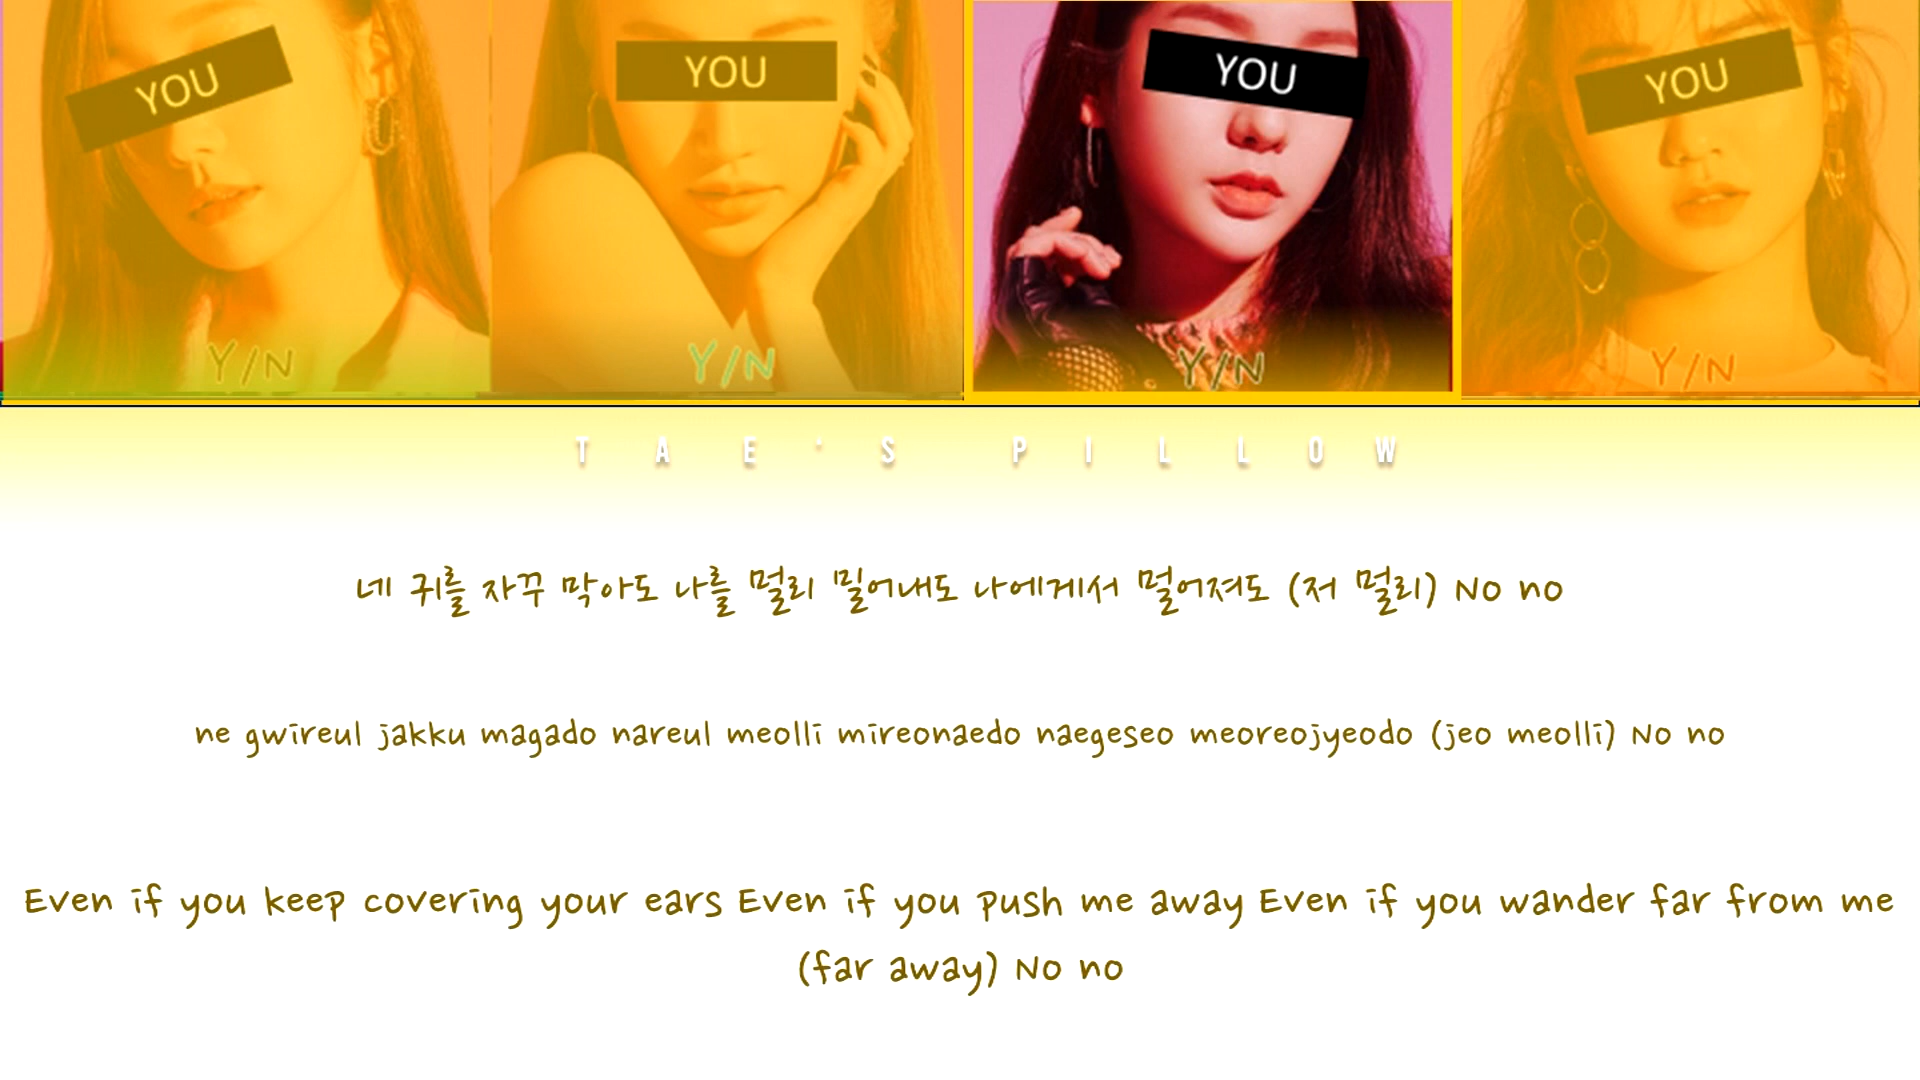 YOU YOU YOU YOU
Y/N Y/N Y/N Y/N
TAE'S PILLOW
네 귀를 자꾸 막아도 나를 멀리 밀어내도 나에게서 멀어져도 (저 멀리) No no
ne gwireul jakku magado nareul meolli mireonaedo naegeseo meoreojyeodo (jeo meolli) No no
Even if you keep covering your ears Even if you push me away Even if you wander far from me
(far away) No no